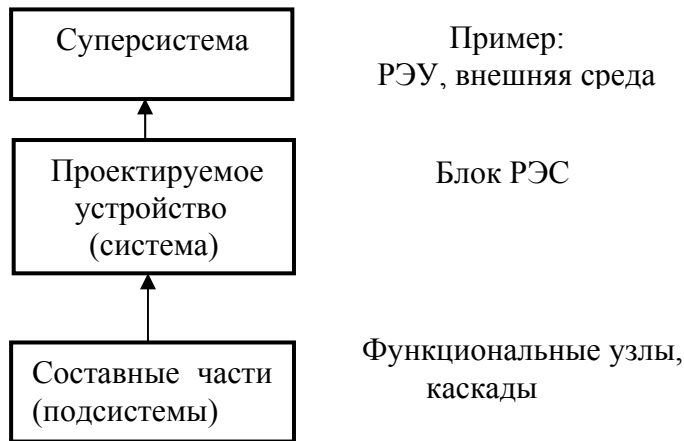 Суперсистема
Пример:
РЭУ, внешняя среда
Проектируемое
устройство
(система)
Блок РЭС
Составные части
(подсистемы)
Функциональные узлы,
каскады